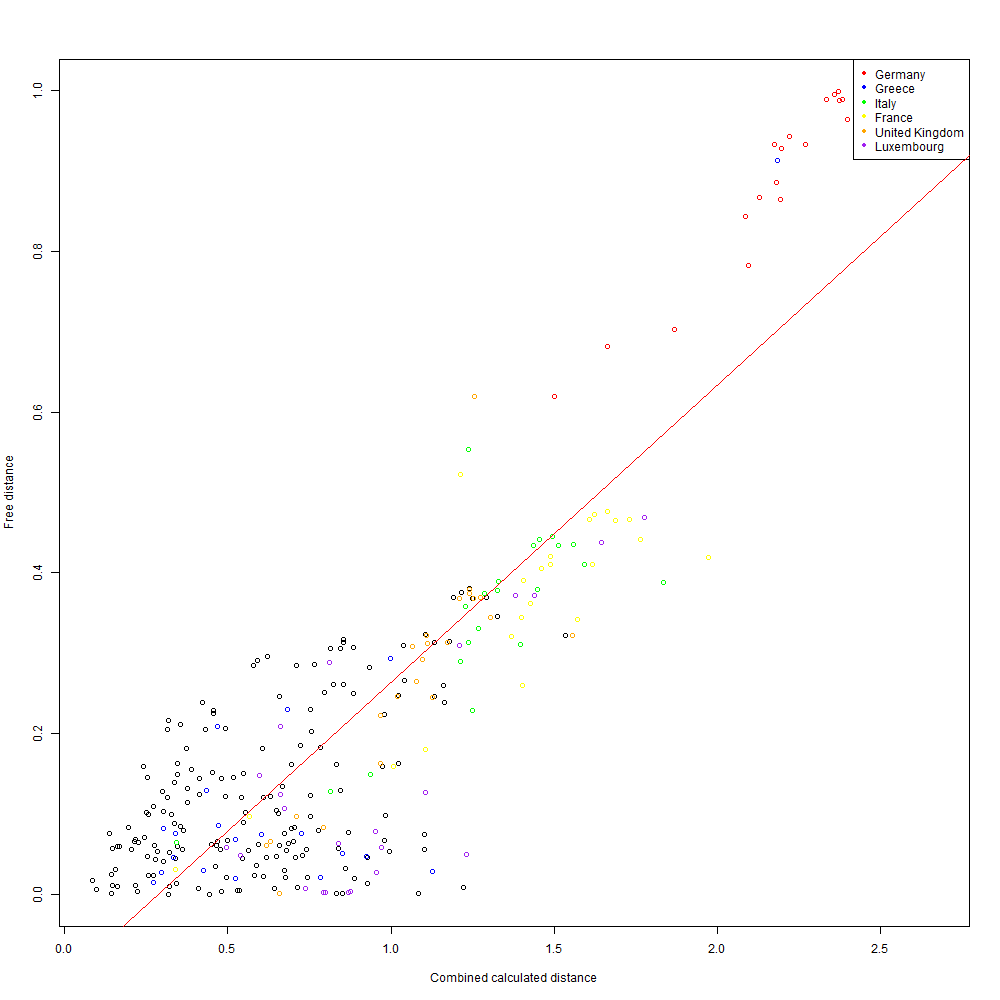 Germany
Greece
Italy
France
United Kingdom
Luxembourg
1.0
0.8
0.6
0.4
0.2
0.0
Free distance
0.0 0.5 1.0 1.5 2.0 2.5
Combined calculated distance